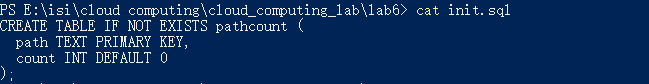 PS E:\isi\cloud computing\cloud_computing_lab\lab6> cat init.sql
CREATE TABLE IF NOT EXISTS pathcount (
  path TEXT PRIMARY KEY,
  count INT DEFAULT 0
);